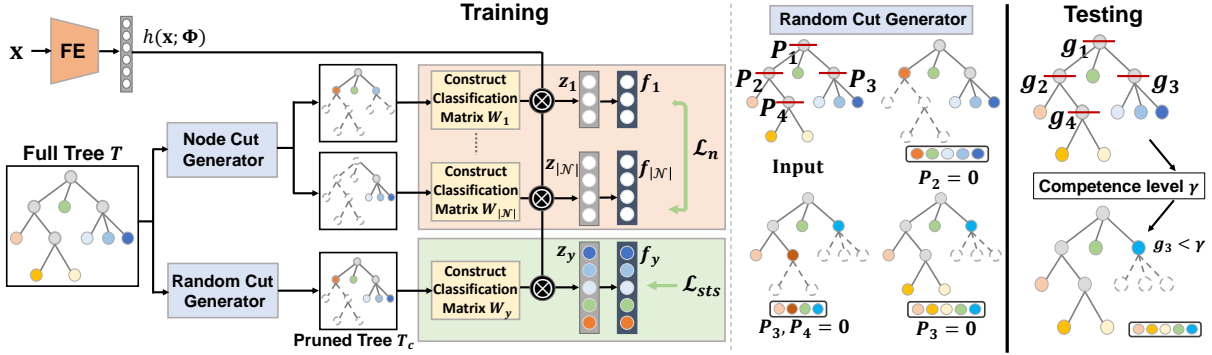 Training
x
FE
h(x; Φ)
Full Tree T
Node Cut
Generator
Random Cut
Generator
Pruned Tree T_c
Construct
Classification
Matrix W_1
Construct
Classification
Matrix W_|𝒩|
Construct
Classification
Matrix W_y
z_1
f_1
z_|𝒩|
f_|𝒩|
z_y
f_y
ℒ_n
ℒ_sts
Random Cut Generator
P_1
P_2
P_3
P_4
Input
P_2 = 0
P_3, P_4 = 0
P_3 = 0
Testing
g_1
g_2
g_3
g_4
Competence level γ
g_3 < γ